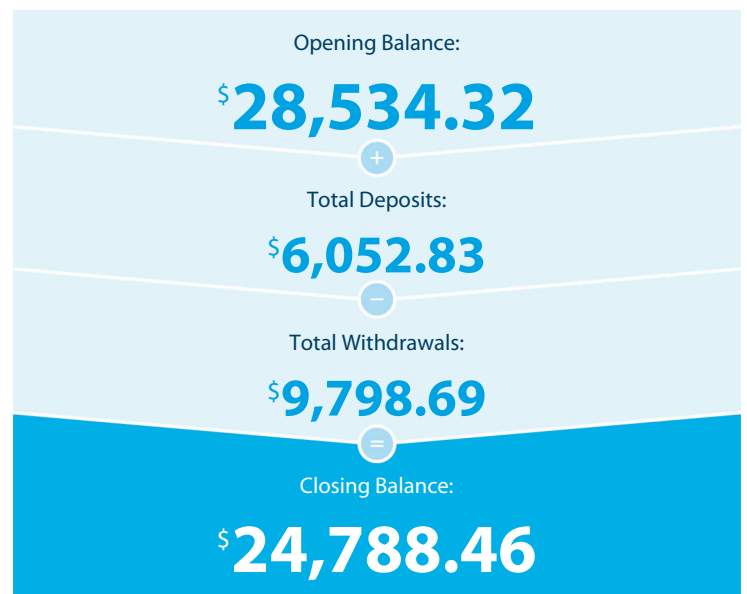 Opening Balance:
$28,534.32
+
Total Deposits:
$6,052.83
−
Total Withdrawals:
$9,798.69
=
Closing Balance:
$24,788.46